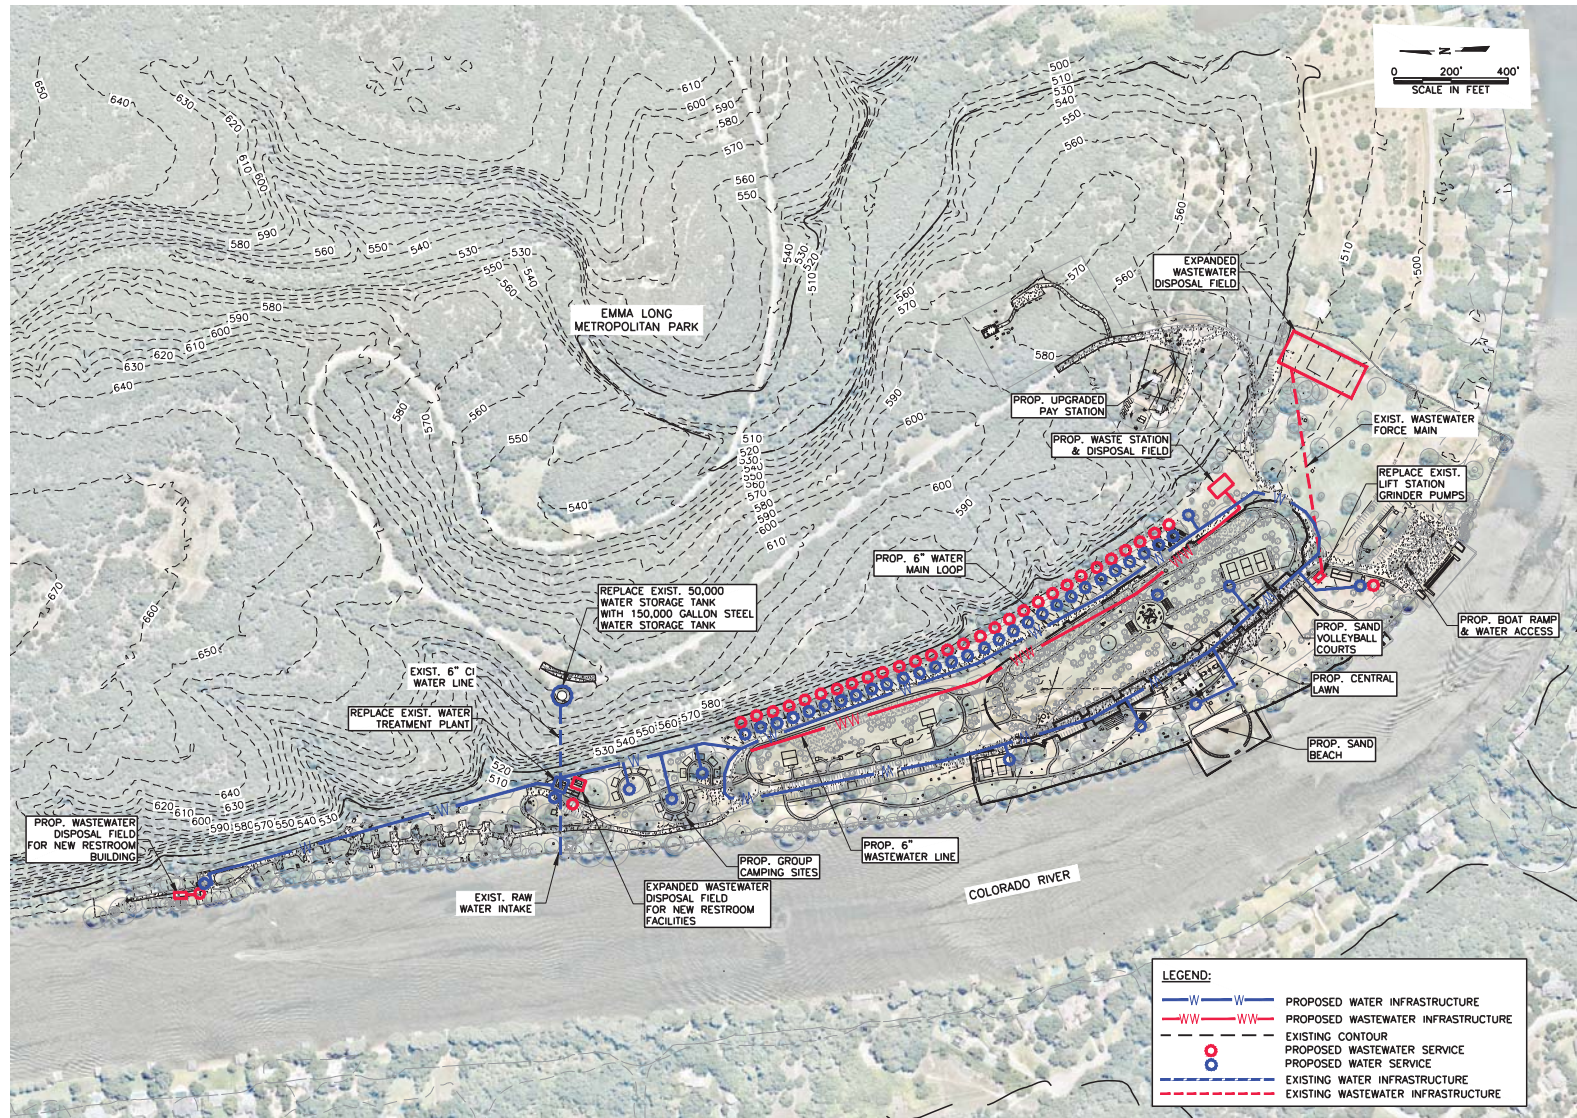 N
0 200' 400'
SCALE IN FEET
EMMA LONG
METROPOLITAN PARK
EXPANDED
WASTEWATER
DISPOSAL FIELD
PROP. UPGRADED
PAY STATION
PROP. WASTE STATION
& DISPOSAL FIELD
EXIST. WASTEWATER
FORCE MAIN
REPLACE EXIST.
LIFT STATION
GRINDER PUMPS
PROP. 6" WATER
MAIN LOOP
REPLACE EXIST. 50,000
WATER STORAGE TANK
WITH 150,000 GALLON STEEL
WATER STORAGE TANK
EXIST. 6" CI
WATER LINE
REPLACE EXIST. WATER
TREATMENT PLANT
PROP. BOAT RAMP
& WATER ACCESS
PROP. SAND
VOLLEYBALL
COURTS
PROP. CENTRAL
LAWN
PROP. SAND
BEACH
PROP. WASTEWATER
DISPOSAL FIELD
FOR NEW RESTROOM
BUILDING
PROP. 6"
WASTEWATER LINE
PROP. GROUP
CAMPING SITES
EXPANDED WASTEWATER
DISPOSAL FIELD
FOR NEW RESTROOM
FACILITIES
EXIST. RAW
WATER INTAKE
COLORADO RIVER
LEGEND:
W W PROPOSED WATER INFRASTRUCTURE
WW WW PROPOSED WASTEWATER INFRASTRUCTURE
EXISTING CONTOUR
PROPOSED WASTEWATER SERVICE
PROPOSED WATER SERVICE
EXISTING WATER INFRASTRUCTURE
EXISTING WASTEWATER INFRASTRUCTURE